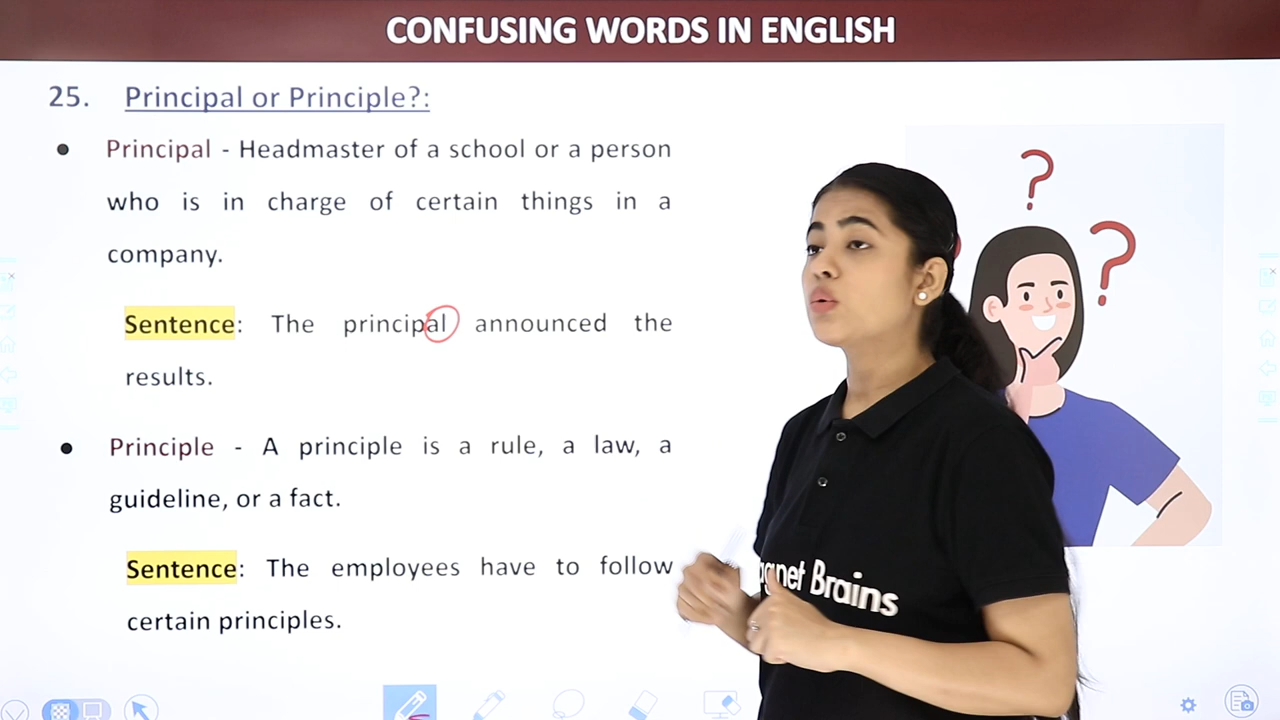 CONFUSING WORDS IN ENGLISH
25. Principal or Principle?:
● Principal - Headmaster of a school or a person
who is in charge of certain things in a
company.
Sentence: The principal announced the
results.
● Principle - A principle is a rule, a law, a
guideline, or a fact.
Sentence: The employees have to follow
certain principles.
Brains